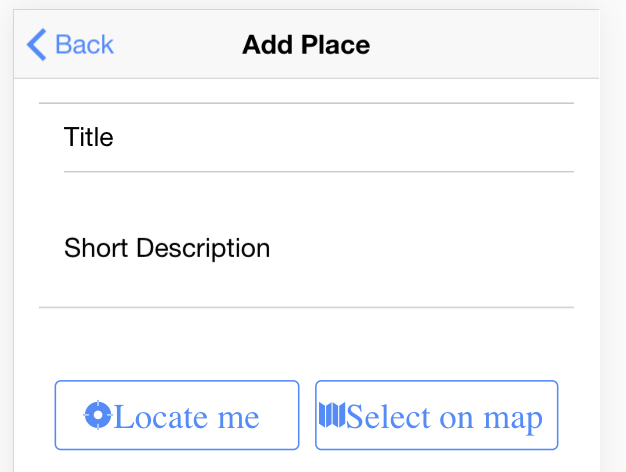 Back Add Place
Title
Short Description
Locate me Select on map